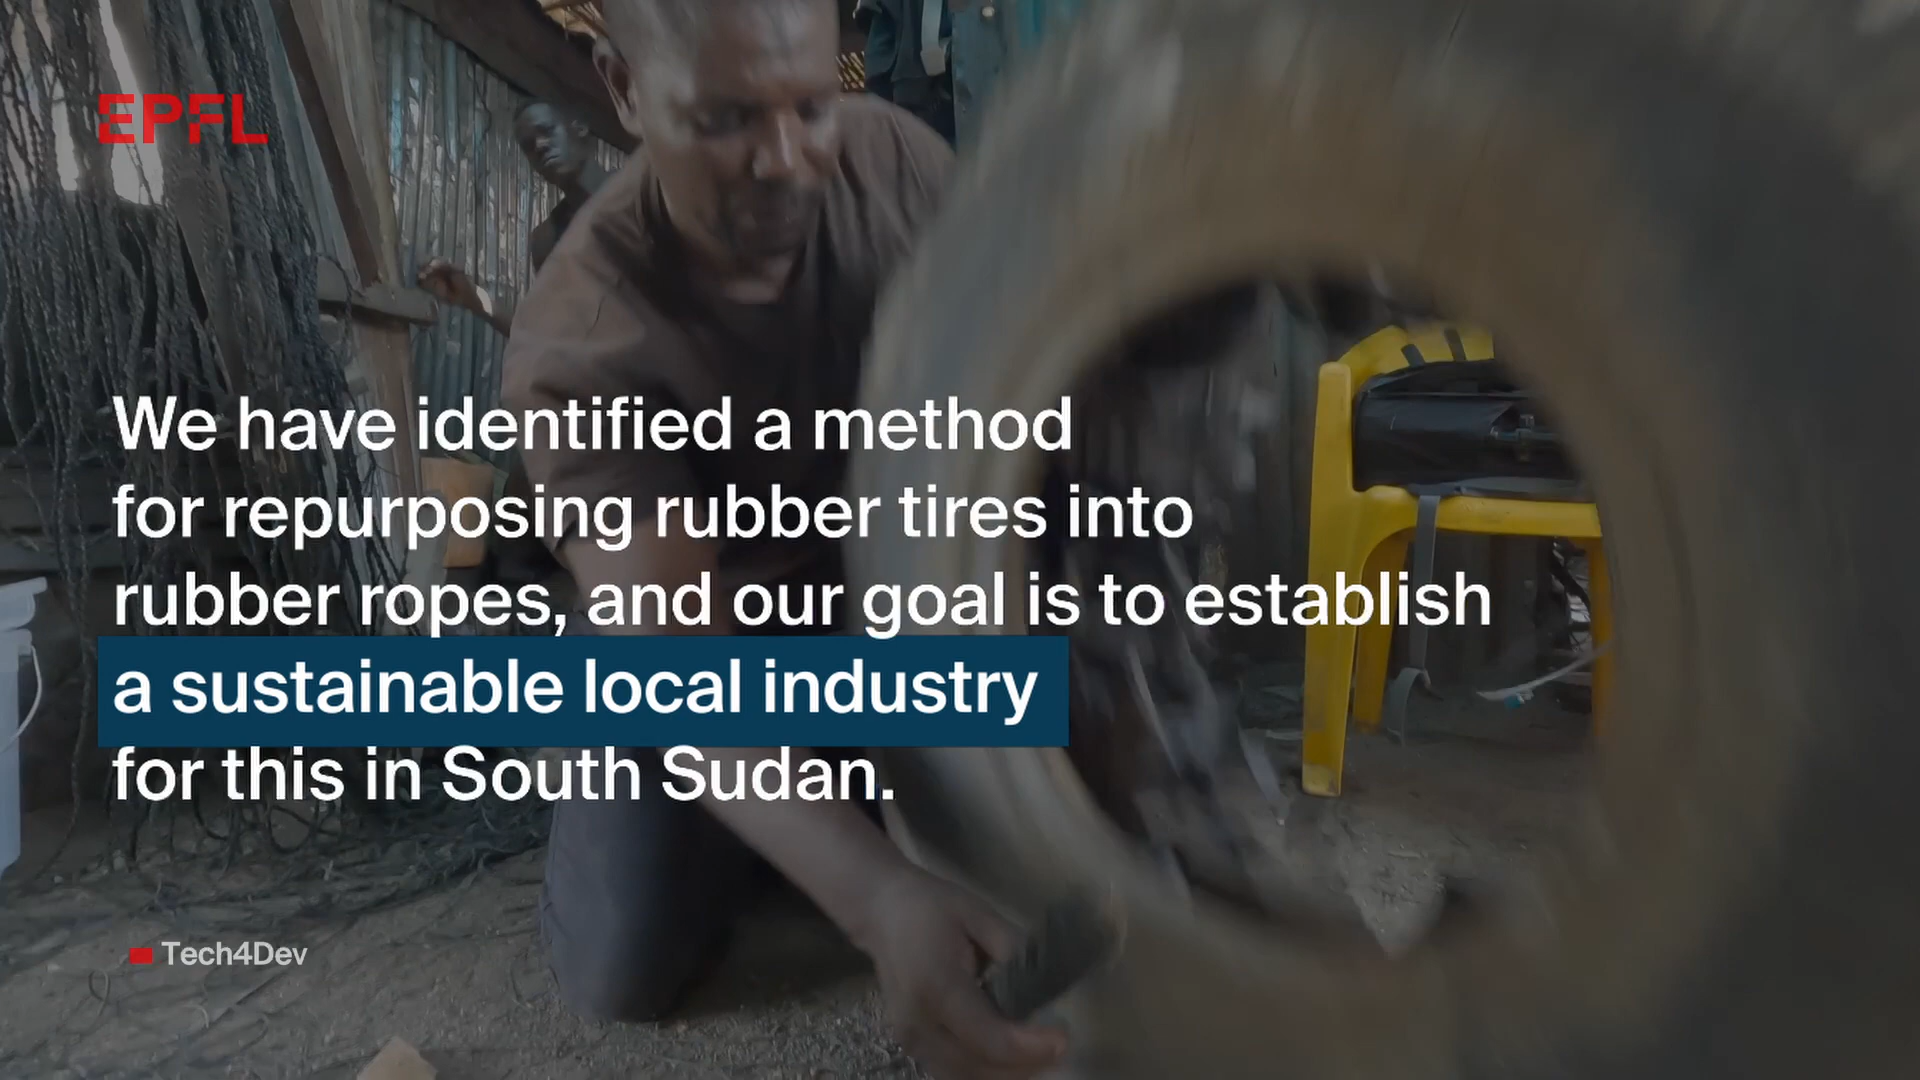 EPFL
We have identified a method
for repurposing rubber tires into
rubber ropes, and our goal is to establish
a sustainable local industry
for this in South Sudan.
Tech4Dev